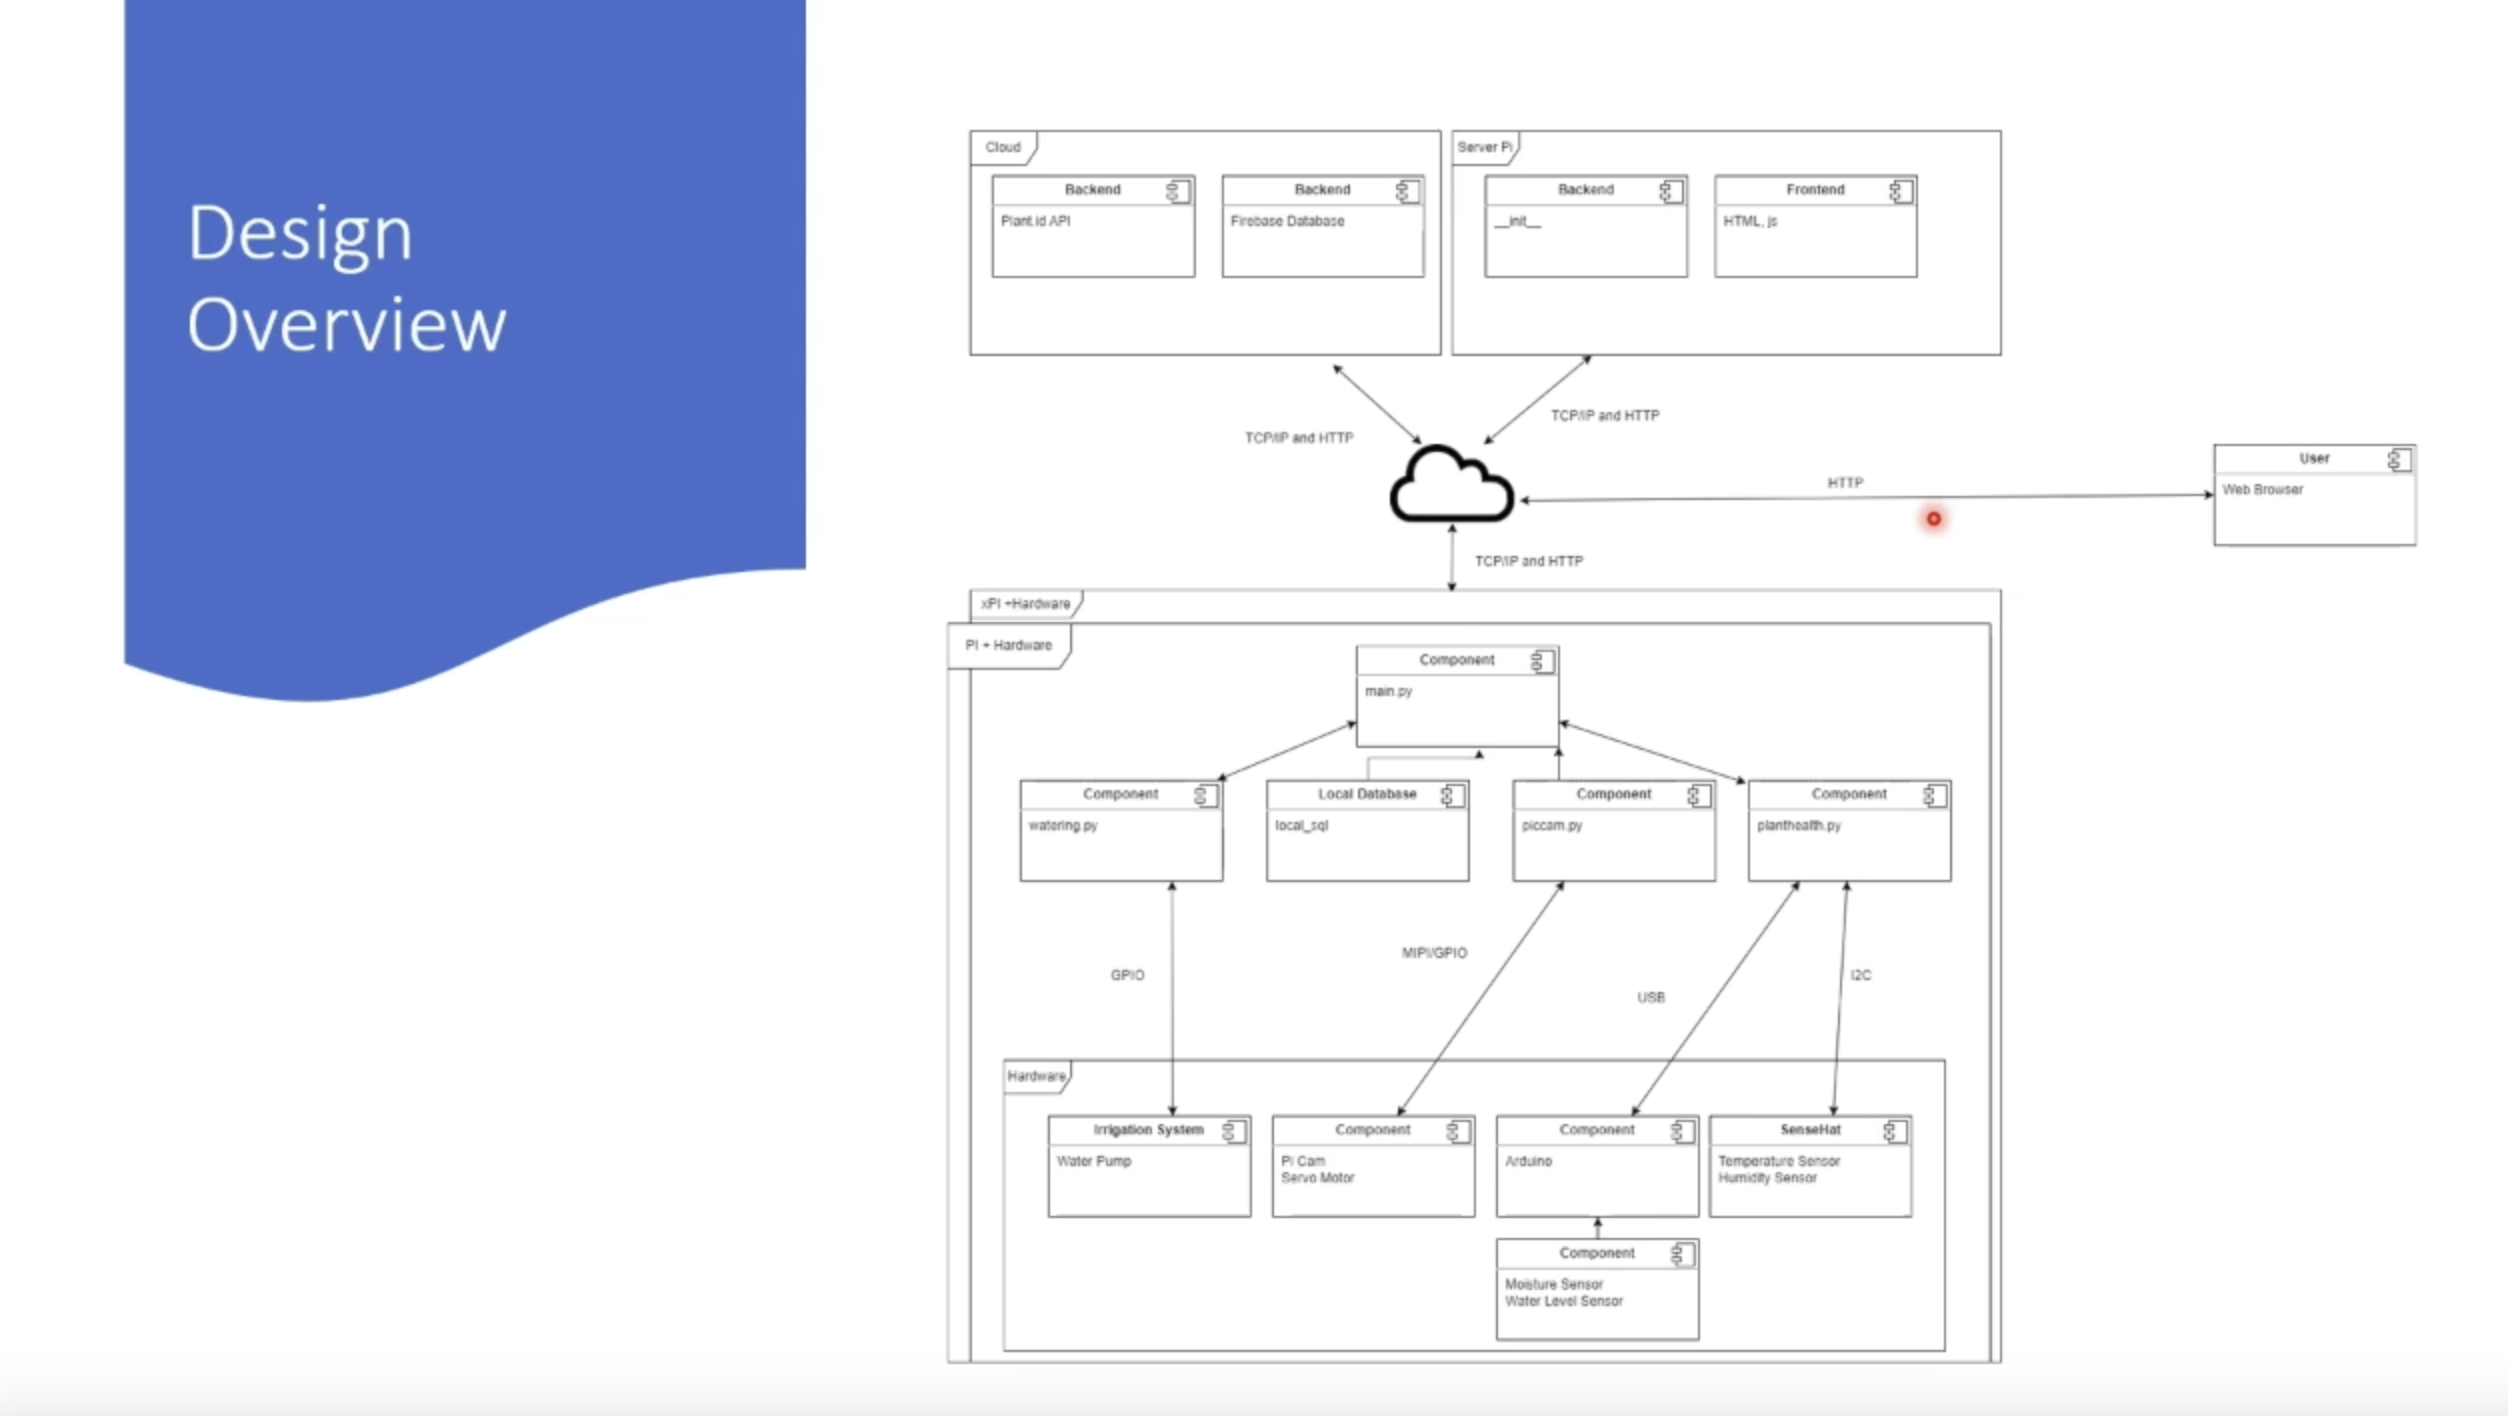 Design
Overview
Cloud
Backend
Plant.id API
Backend
Firebase Database
Server Pi
Backend
__init__
Frontend
HTML, js
TCP/IP and HTTP
TCP/IP and HTTP
HTTP
User
Web Browser
TCP/IP and HTTP
xPI +Hardware
PI + Hardware
Component
main.py
Component
watering.py
Local Database
local_sql
Component
piccam.py
Component
planthealth.py
GPIO
MIPI/GPIO
USB
I2C
Hardware
Irrigation System
Water Pump
Component
Pi Cam
Servo Motor
Component
Arduino
SenseHat
Temperature Sensor
Humidity Sensor
Component
Moisture Sensor
Water Level Sensor